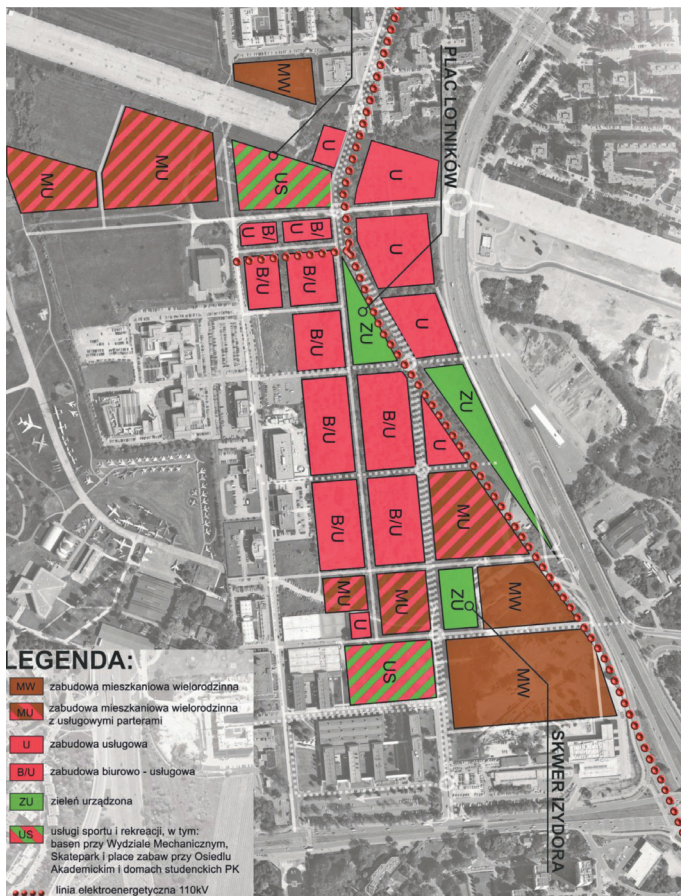 MW
PLAC LOTNIKÓW
MU
MU
US
U
U
B/
U
B/
U
U
B/U
B/U
ZU
U
B/U
ZU
B/U
B/U
U
B/U
B/U
MU
MU
MU
ZU
MW
U
US
MW
SKWER IZYDORA
LEGENDA:
MW zabudowa mieszkaniowa wielorodzinna
MU zabudowa mieszkaniowa wielorodzinna
z usługowymi parterami
U zabudowa usługowa
B/U zabudowa biurowo - usługowa
ZU zieleń urządzona
US usługi sportu i rekreacji, w tym:
basen przy Wydziale Mechanicznym,
Skatepark i place zabaw przy Osiedlu
Akademickim i domach studenckich PK
linia elektroenergetyczna 110kV